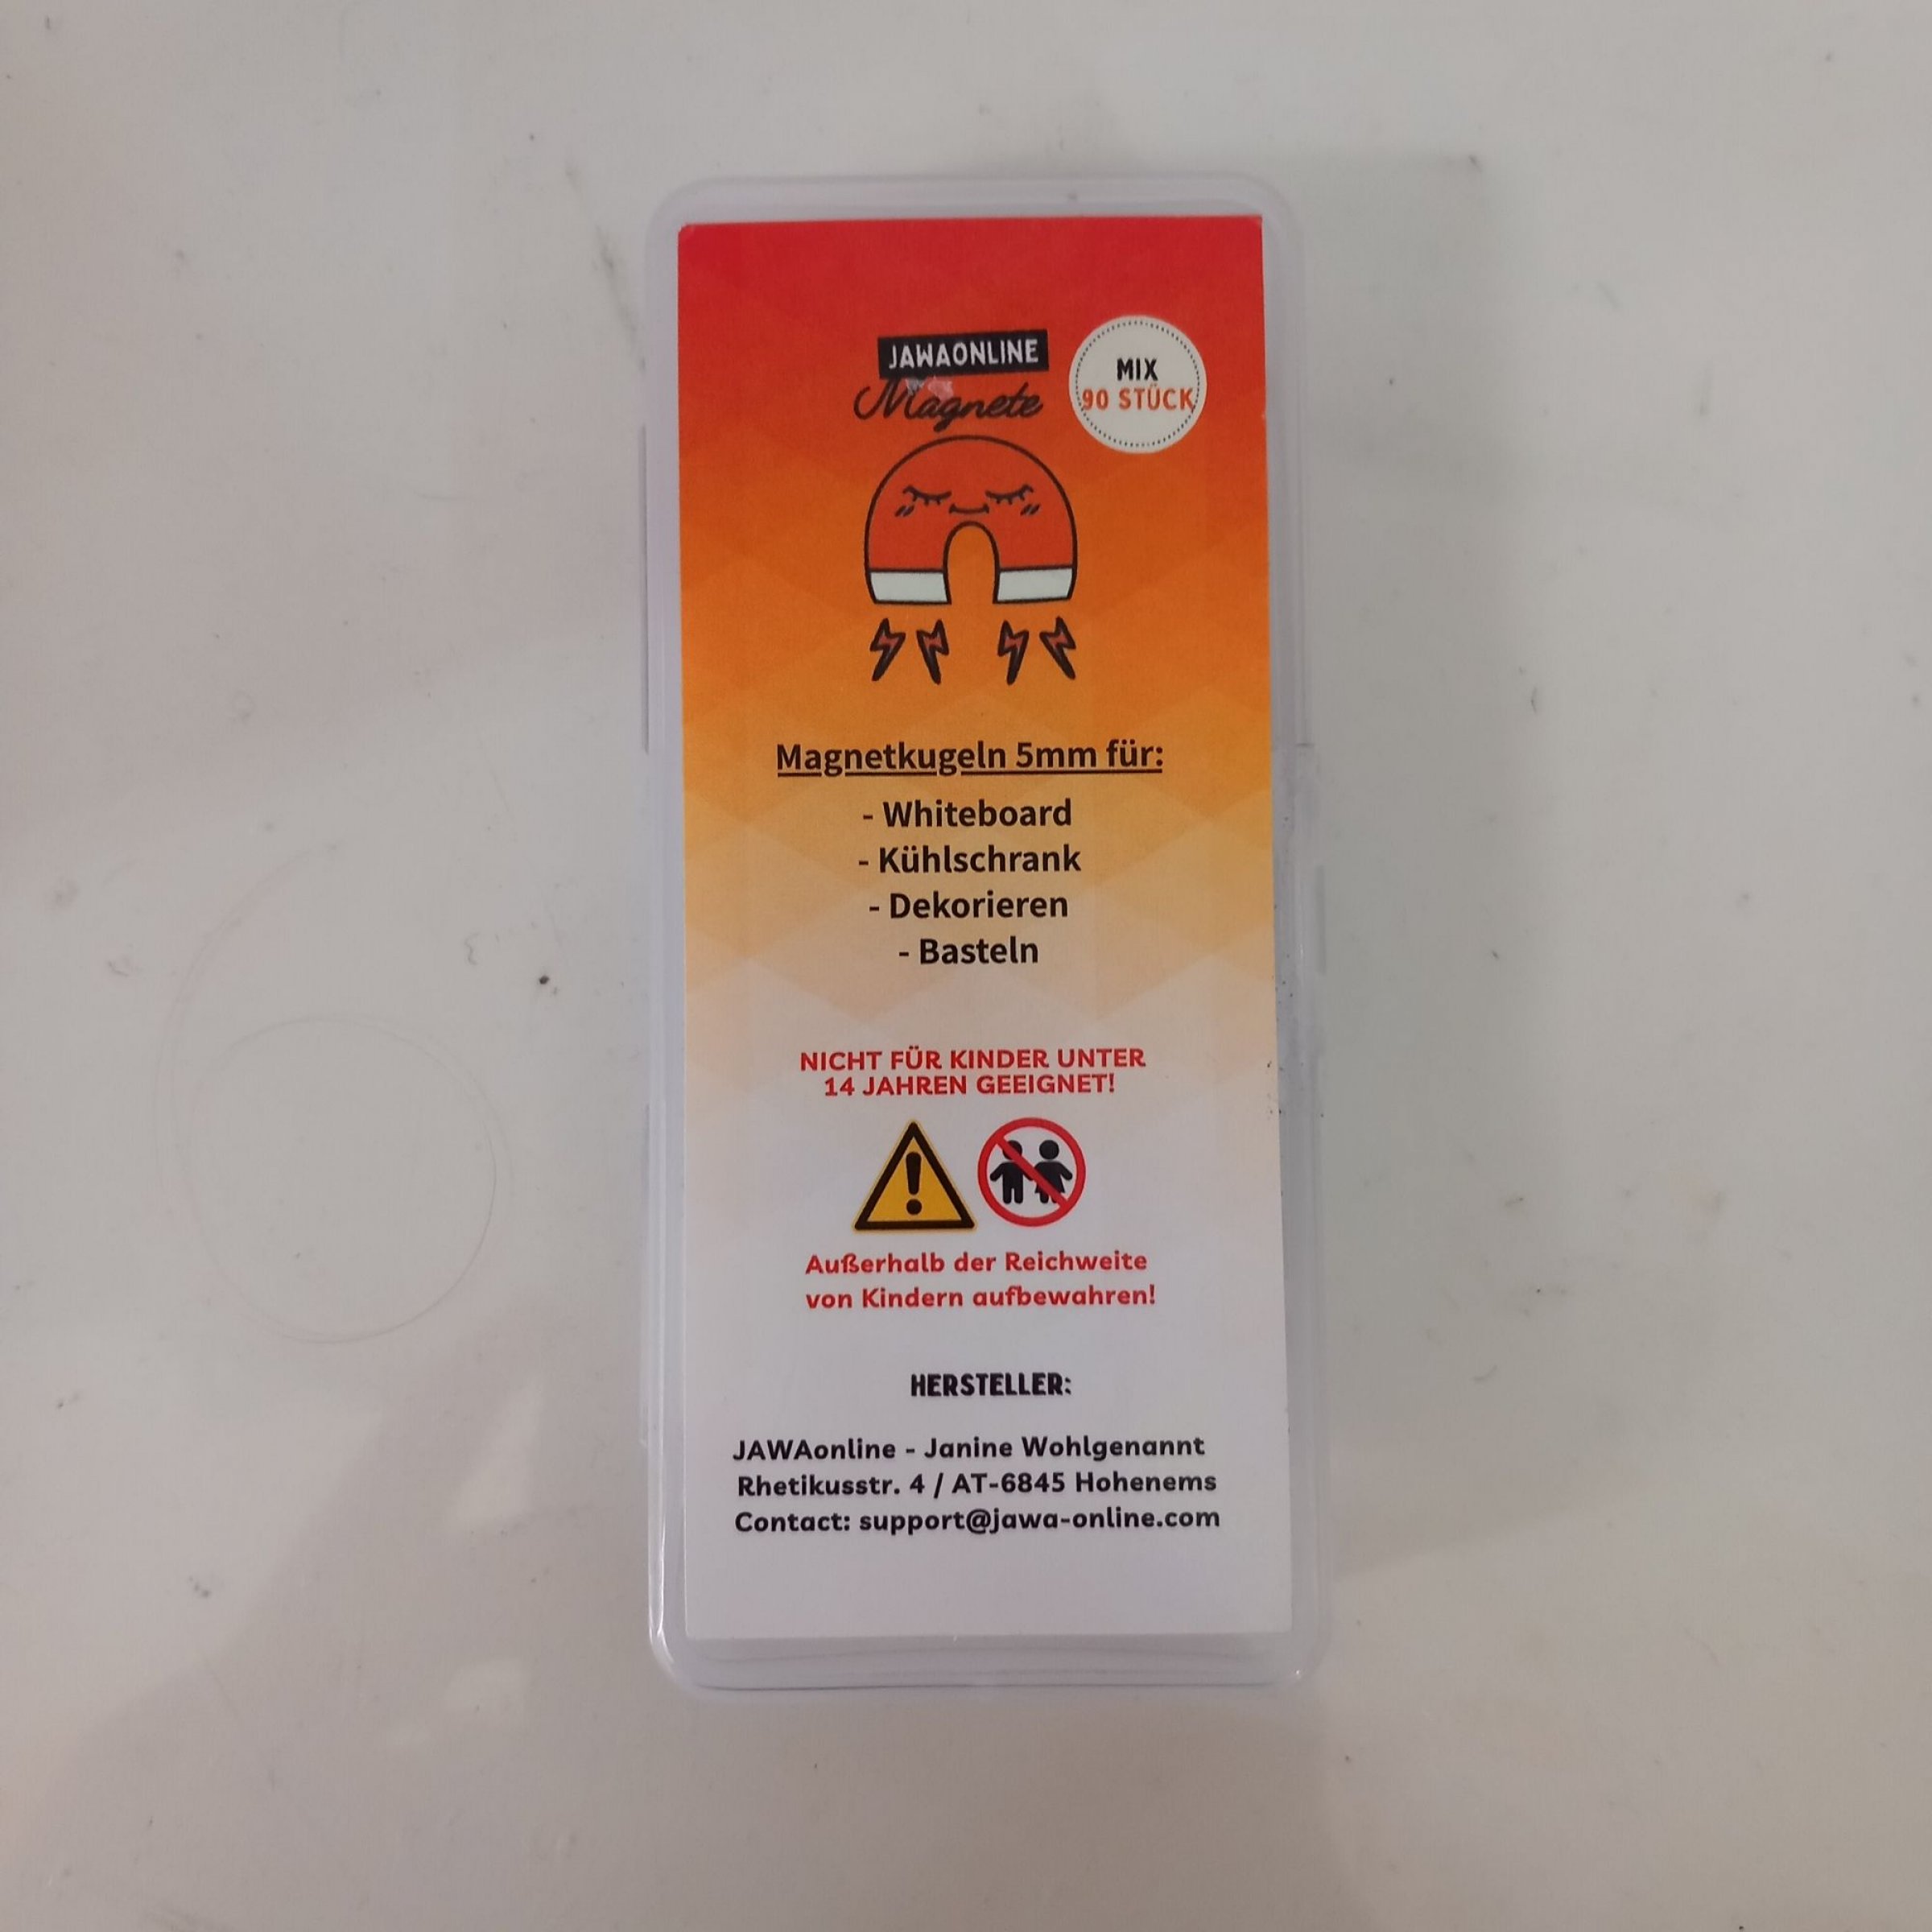 JAWAONLINE
Magnete
MIX
90 STÜCK
Magnetkugeln 5mm für:
- Whiteboard
- Kühlschrank
- Dekorieren
- Basteln
NICHT FÜR KINDER UNTER
14 JAHREN GEEIGNET!
Außerhalb der Reichweite
von Kindern aufbewahren!
HERSTELLER:
JAWAonline - Janine Wohlgenannt
Rhetikusstr. 4 / AT-6845 Hohenems
Contact: support@jawa-online.com